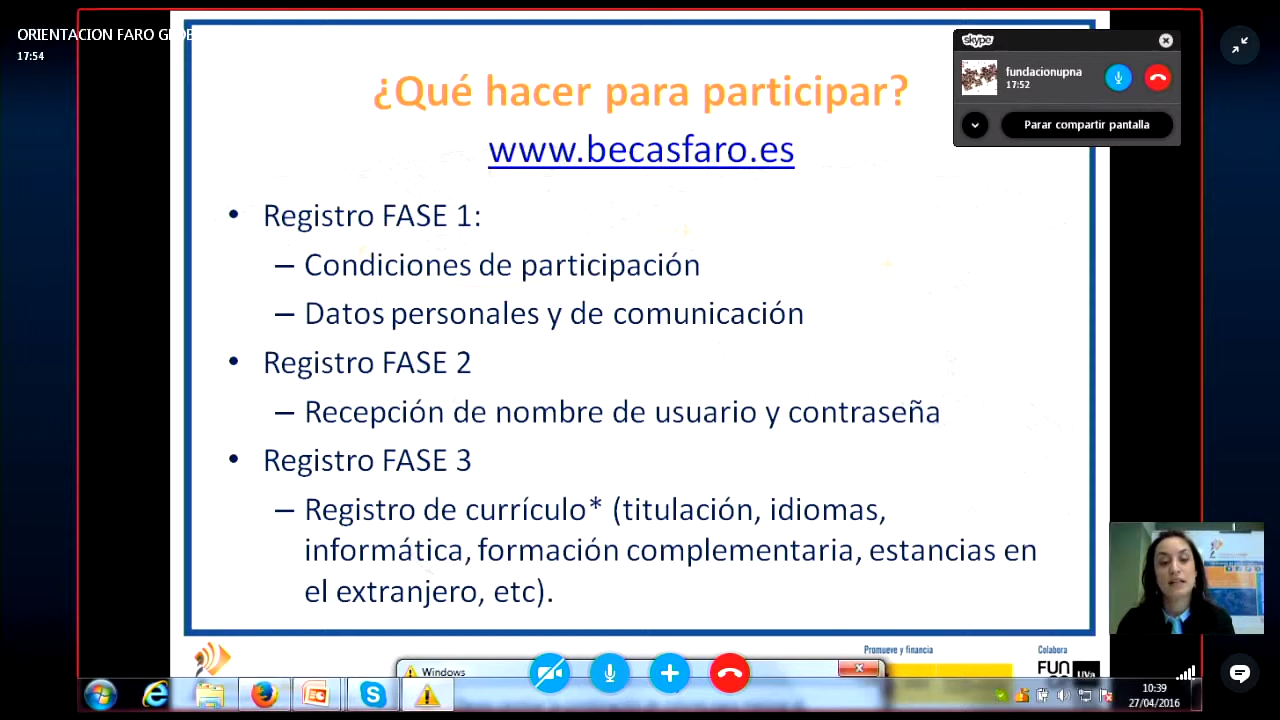 ORIENTACION FARO
17:54
skype
fundacionupna
17:52
Parar compartir pantalla
¿Qué hacer para participar?
www.becasfaro.es
• Registro FASE 1:
– Condiciones de participación
– Datos personales y de comunicación
• Registro FASE 2
– Recepción de nombre de usuario y contraseña
• Registro FASE 3
– Registro de currículo* (titulación, idiomas,
informática, formación complementaria, estancias en
el extranjero, etc).
Promueve y financia
Colabora
FUN
UVa
Windows
10:39
27/04/2016